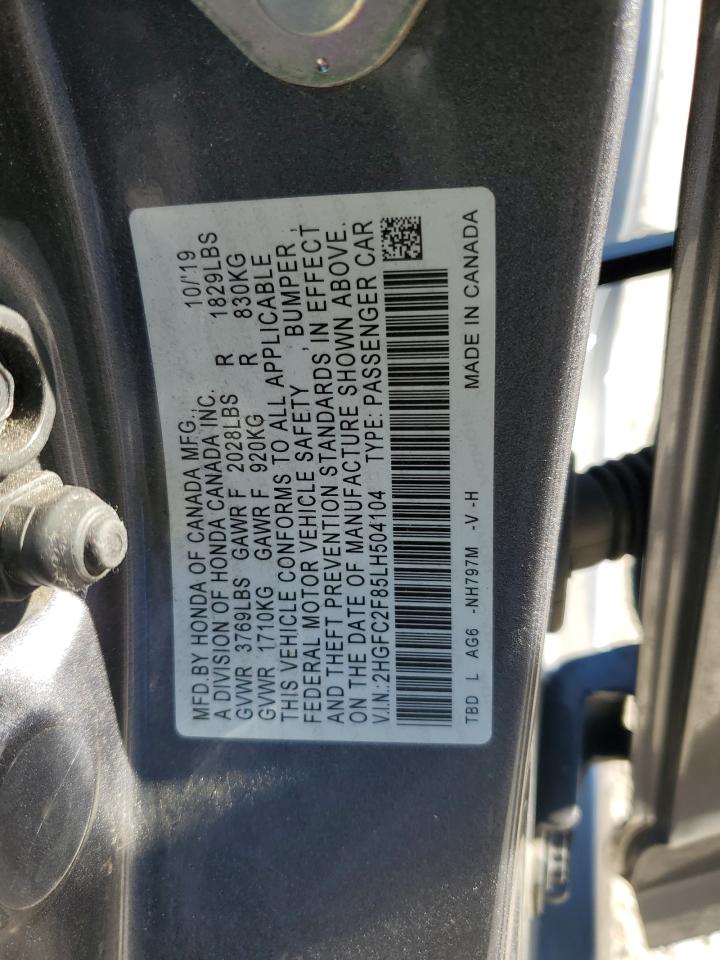 MFD.BY HONDA OF CANADA MFG., 10/'19
A DIVISION OF HONDA CANADA INC.
GVWR 3769LBS GAWR F 2028LBS R 1829LBS
GVWR 1710KG GAWR F 920KG R 830KG
THIS VEHICLE CONFORMS TO ALL APPLICABLE
FEDERAL MOTOR VEHICLE SAFETY , BUMPER ,
AND THEFT PREVENTION STANDARDS IN EFFECT
ON THE DATE OF MANUFACTURE SHOWN ABOVE.
V.I.N.:2HGFC2F85LH504104 TYPE: PASSENGER CAR
TBD L AG6 -NH797M -V -H MADE IN CANADA